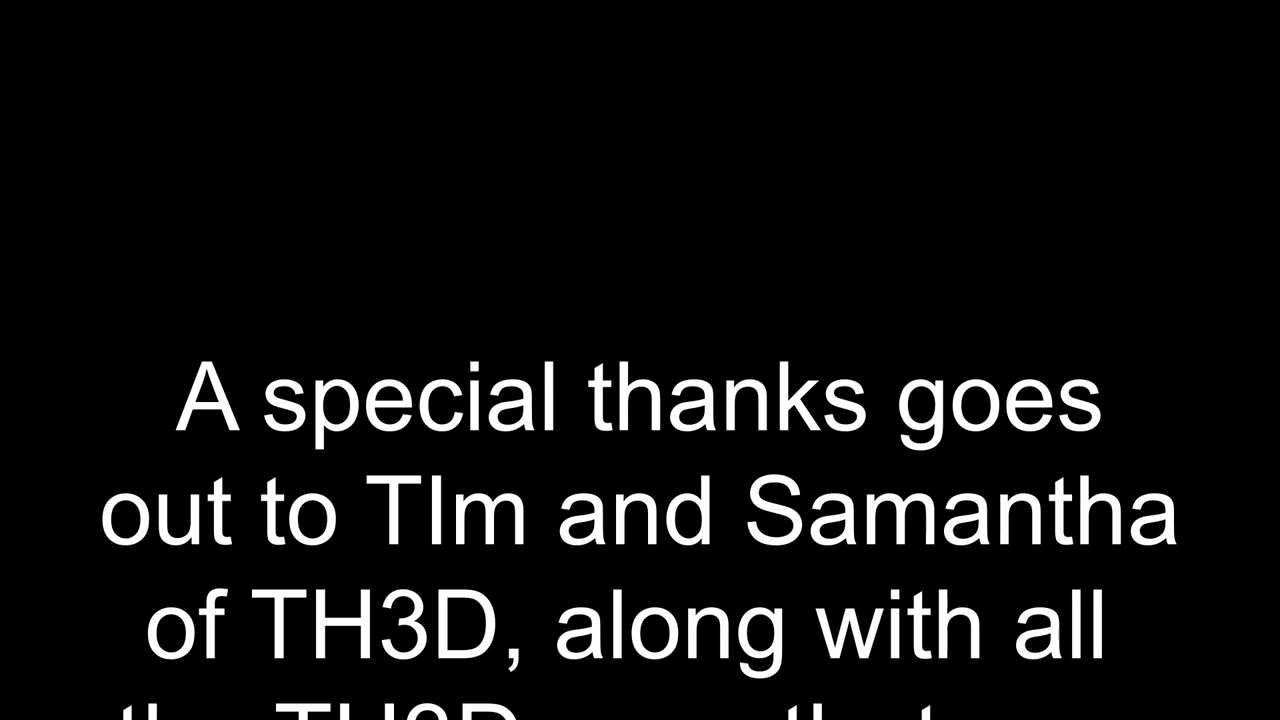 A special thanks goes
out to TIm and Samantha
of TH3D, along with all